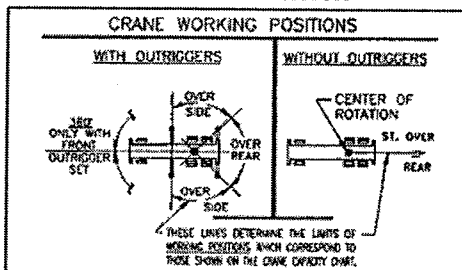 CRANE WORKING POSITIONS
WITH OUTRIGGERS
WITHOUT OUTRIGGERS
OVER
SIDE
360°
ONLY WITH
FRONT
OUTRIGGER
SET
OVER
REAR
OVER
SIDE
CENTER OF
ROTATION
ST. OVER
REAR
THESE LINES DETERMINE THE LIMITS OF
WORKING POSITIONS WHICH CORRESPOND TO
THOSE SHOWN ON THE CRANE CAPACITY CHART.